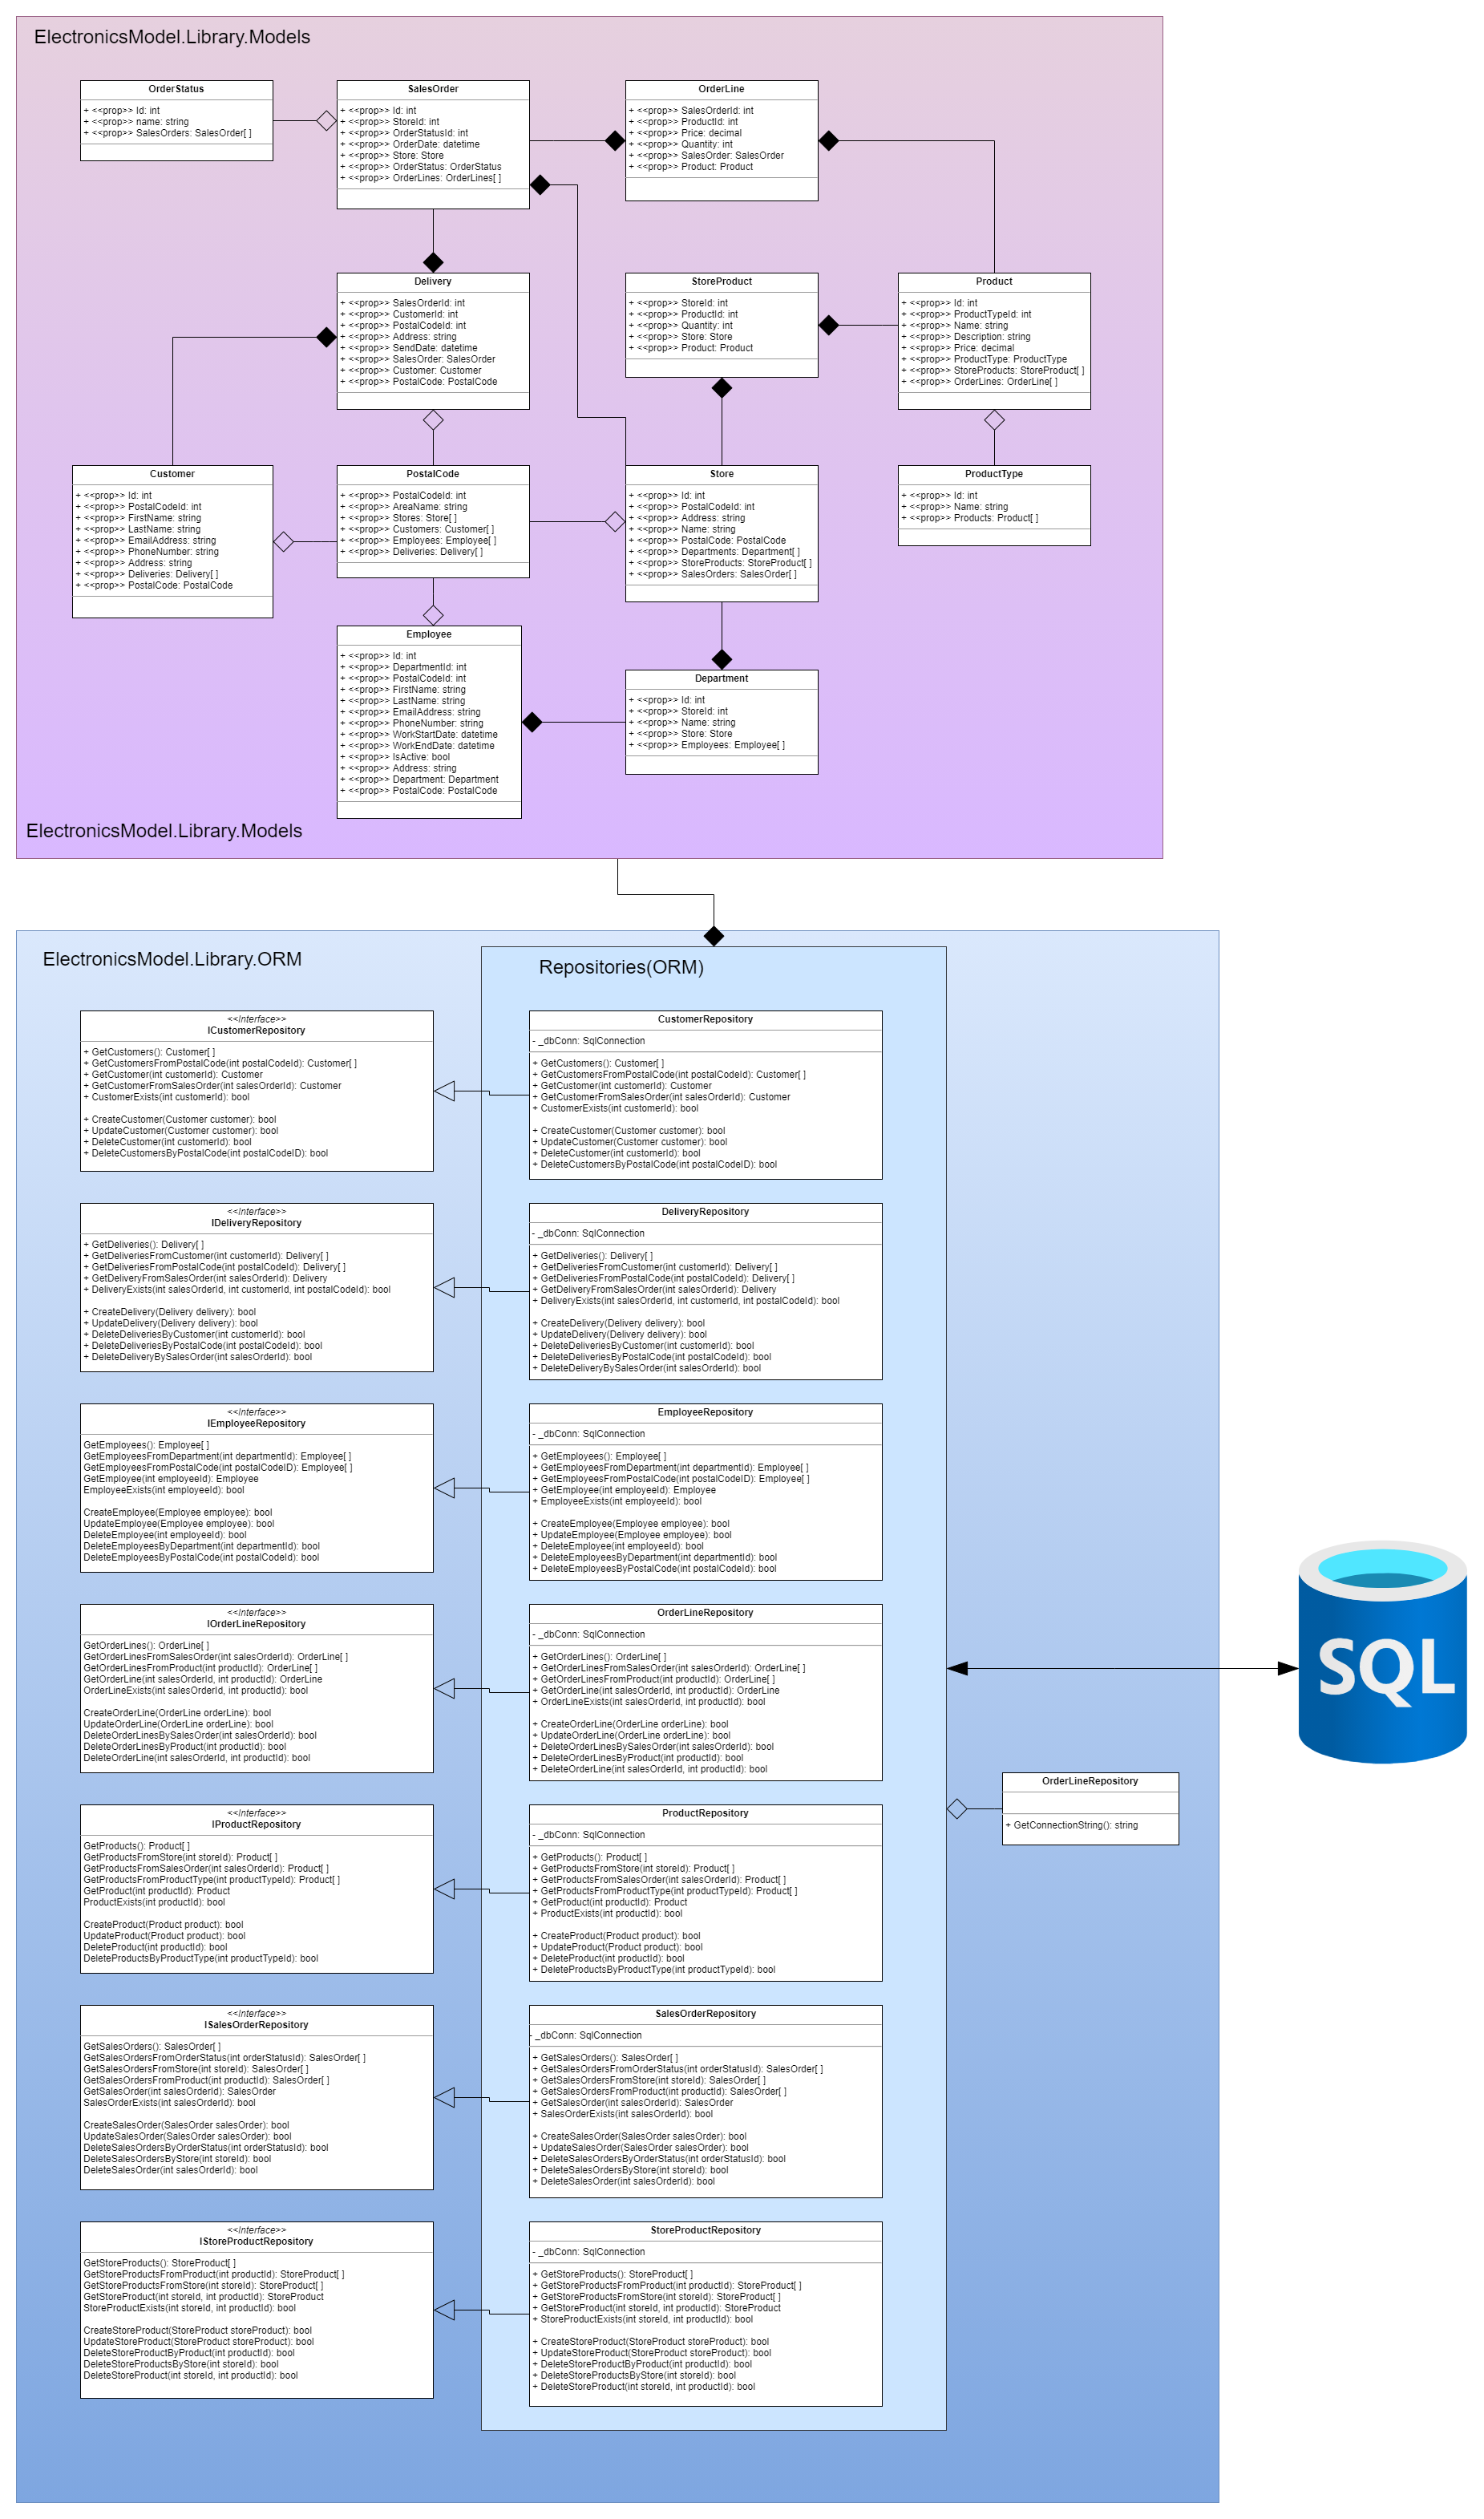 ElectronicsModel.Library.Models
OrderStatus
+ <<prop>> Id: int
+ <<prop>> name: string
+ <<prop>> SalesOrders: SalesOrder[ ]
SalesOrder
+ <<prop>> Id: int
+ <<prop>> StoreId: int
+ <<prop>> OrderStatusId: int
+ <<prop>> OrderDate: datetime
+ <<prop>> Store: Store
+ <<prop>> OrderStatus: OrderStatus
+ <<prop>> OrderLines: OrderLines[ ]
OrderLine
+ <<prop>> SalesOrderId: int
+ <<prop>> ProductId: int
+ <<prop>> Price: decimal
+ <<prop>> Quantity: int
+ <<prop>> SalesOrder: SalesOrder
+ <<prop>> Product: Product
Delivery
+ <<prop>> SalesOrderId: int
+ <<prop>> CustomerId: int
+ <<prop>> PostalCodeId: int
+ <<prop>> Address: string
+ <<prop>> SendDate: datetime
+ <<prop>> SalesOrder: SalesOrder
+ <<prop>> Customer: Customer
+ <<prop>> PostalCode: PostalCode
StoreProduct
+ <<prop>> StoreId: int
+ <<prop>> ProductId: int
+ <<prop>> Quantity: int
+ <<prop>> Store: Store
+ <<prop>> Product: Product
Product
+ <<prop>> Id: int
+ <<prop>> ProductTypeId: int
+ <<prop>> Name: string
+ <<prop>> Description: string
+ <<prop>> Price: decimal
+ <<prop>> ProductType: ProductType
+ <<prop>> StoreProducts: StoreProduct[ ]
+ <<prop>> OrderLines: OrderLine[ ]
Customer
+ <<prop>> Id: int
+ <<prop>> PostalCodeId: int
+ <<prop>> FirstName: string
+ <<prop>> LastName: string
+ <<prop>> EmailAddress: string
+ <<prop>> PhoneNumber: string
+ <<prop>> Address: string
+ <<prop>> Deliveries: Delivery[ ]
+ <<prop>> PostalCode: PostalCode
PostalCode
+ <<prop>> PostalCodeId: int
+ <<prop>> AreaName: string
+ <<prop>> Stores: Store[ ]
+ <<prop>> Customers: Customer[ ]
+ <<prop>> Employees: Employee[ ]
+ <<prop>> Deliveries: Delivery[ ]
Store
+ <<prop>> Id: int
+ <<prop>> PostalCodeId: int
+ <<prop>> Address: string
+ <<prop>> Name: string
+ <<prop>> PostalCode: PostalCode
+ <<prop>> Departments: Department[ ]
+ <<prop>> StoreProducts: StoreProduct[ ]
+ <<prop>> SalesOrders: SalesOrder[ ]
ProductType
+ <<prop>> Id: int
+ <<prop>> Name: string
+ <<prop>> Products: Product[ ]
Employee
+ <<prop>> Id: int
+ <<prop>> DepartmentId: int
+ <<prop>> PostalCodeId: int
+ <<prop>> FirstName: string
+ <<prop>> LastName: string
+ <<prop>> EmailAddress: string
+ <<prop>> PhoneNumber: string
+ <<prop>> WorkStartDate: datetime
+ <<prop>> WorkEndDate: datetime
+ <<prop>> IsActive: bool
+ <<prop>> Address: string
+ <<prop>> Department: Department
+ <<prop>> PostalCode: PostalCode
Department
+ <<prop>> Id: int
+ <<prop>> StoreId: int
+ <<prop>> Name: string
+ <<prop>> Store: Store
+ <<prop>> Employees: Employee[ ]
ElectronicsModel.Library.Models
ElectronicsModel.Library.ORM
Repositories(ORM)
<<Interface>>
ICustomerRepository
+ GetCustomers(): Customer[ ]
+ GetCustomersFromPostalCode(int postalCodeId): Customer[ ]
+ GetCustomer(int customerId): Customer
+ GetCustomerFromSalesOrder(int salesOrderId): Customer
+ CustomerExists(int customerId): bool
+ CreateCustomer(Customer customer): bool
+ UpdateCustomer(Customer customer): bool
+ DeleteCustomer(int customerId): bool
+ DeleteCustomersByPostalCode(int postalCodeID): bool
CustomerRepository
- _dbConn: SqlConnection
+ GetCustomers(): Customer[ ]
+ GetCustomersFromPostalCode(int postalCodeId): Customer[ ]
+ GetCustomer(int customerId): Customer
+ GetCustomerFromSalesOrder(int salesOrderId): Customer
+ CustomerExists(int customerId): bool
+ CreateCustomer(Customer customer): bool
+ UpdateCustomer(Customer customer): bool
+ DeleteCustomer(int customerId): bool
+ DeleteCustomersByPostalCode(int postalCodeID): bool
<<Interface>>
IDeliveryRepository
+ GetDeliveries(): Delivery[ ]
+ GetDeliveriesFromCustomer(int customerId): Delivery[ ]
+ GetDeliveriesFromPostalCode(int postalCodeId): Delivery[ ]
+ GetDeliveryFromSalesOrder(int salesOrderId): Delivery
+ DeliveryExists(int salesOrderId, int customerId, int postalCodeId): bool
+ CreateDelivery(Delivery delivery): bool
+ UpdateDelivery(Delivery delivery): bool
+ DeleteDeliveriesByCustomer(int customerId): bool
+ DeleteDeliveriesByPostalCode(int postalCodeId): bool
+ DeleteDeliveryBySalesOrder(int salesOrderId): bool
DeliveryRepository
- _dbConn: SqlConnection
+ GetDeliveries(): Delivery[ ]
+ GetDeliveriesFromCustomer(int customerId): Delivery[ ]
+ GetDeliveriesFromPostalCode(int postalCodeId): Delivery[ ]
+ GetDeliveryFromSalesOrder(int salesOrderId): Delivery
+ DeliveryExists(int salesOrderId, int customerId, int postalCodeId): bool
+ CreateDelivery(Delivery delivery): bool
+ UpdateDelivery(Delivery delivery): bool
+ DeleteDeliveriesByCustomer(int customerId): bool
+ DeleteDeliveriesByPostalCode(int postalCodeId): bool
+ DeleteDeliveryBySalesOrder(int salesOrderId): bool
<<Interface>>
IEmployeeRepository
GetEmployees(): Employee[ ]
GetEmployeesFromDepartment(int departmentId): Employee[ ]
GetEmployeesFromPostalCode(int postalCodeID): Employee[ ]
GetEmployee(int employeeId): Employee
EmployeeExists(int employeeId): bool
CreateEmployee(Employee employee): bool
UpdateEmployee(Employee employee): bool
DeleteEmployee(int employeeId): bool
DeleteEmployeesByDepartment(int departmentId): bool
DeleteEmployeesByPostalCode(int postalCodeId): bool
EmployeeRepository
- _dbConn: SqlConnection
+ GetEmployees(): Employee[ ]
+ GetEmployeesFromDepartment(int departmentId): Employee[ ]
+ GetEmployeesFromPostalCode(int postalCodeID): Employee[ ]
+ GetEmployee(int employeeId): Employee
+ EmployeeExists(int employeeId): bool
+ CreateEmployee(Employee employee): bool
+ UpdateEmployee(Employee employee): bool
+ DeleteEmployee(int employeeId): bool
+ DeleteEmployeesByDepartment(int departmentId): bool
+ DeleteEmployeesByPostalCode(int postalCodeId): bool
<<Interface>>
IOrderLineRepository
GetOrderLines(): OrderLine[ ]
GetOrderLinesFromSalesOrder(int salesOrderId): OrderLine[ ]
GetOrderLinesFromProduct(int productId): OrderLine[ ]
GetOrderLine(int salesOrderId, int productId): OrderLine
OrderLineExists(int salesOrderId, int productId): bool
CreateOrderLine(OrderLine orderLine): bool
UpdateOrderLine(OrderLine orderLine): bool
DeleteOrderLinesBySalesOrder(int salesOrderId): bool
DeleteOrderLinesByProduct(int productId): bool
DeleteOrderLine(int salesOrderId, int productId): bool
OrderLineRepository
- _dbConn: SqlConnection
+ GetOrderLines(): OrderLine[ ]
+ GetOrderLinesFromSalesOrder(int salesOrderId): OrderLine[ ]
+ GetOrderLinesFromProduct(int productId): OrderLine[ ]
+ GetOrderLine(int salesOrderId, int productId): OrderLine
+ OrderLineExists(int salesOrderId, int productId): bool
+ CreateOrderLine(OrderLine orderLine): bool
+ UpdateOrderLine(OrderLine orderLine): bool
+ DeleteOrderLinesBySalesOrder(int salesOrderId): bool
+ DeleteOrderLinesByProduct(int productId): bool
+ DeleteOrderLine(int salesOrderId, int productId): bool
SQL
OrderLineRepository
+ GetConnectionString(): string
<<Interface>>
IProductRepository
GetProducts(): Product[ ]
GetProductsFromStore(int storeId): Product[ ]
GetProductsFromSalesOrder(int salesOrderId): Product[ ]
GetProductsFromProductType(int productTypeId): Product[ ]
GetProduct(int productId): Product
ProductExists(int productId): bool
CreateProduct(Product product): bool
UpdateProduct(Product product): bool
DeleteProduct(int productId): bool
DeleteProductsByProductType(int productTypeId): bool
ProductRepository
- _dbConn: SqlConnection
+ GetProducts(): Product[ ]
+ GetProductsFromStore(int storeId): Product[ ]
+ GetProductsFromSalesOrder(int salesOrderId): Product[ ]
+ GetProductsFromProductType(int productTypeId): Product[ ]
+ GetProduct(int productId): Product
+ ProductExists(int productId): bool
+ CreateProduct(Product product): bool
+ UpdateProduct(Product product): bool
+ DeleteProduct(int productId): bool
+ DeleteProductsByProductType(int productTypeId): bool
<<Interface>>
ISalesOrderRepository
GetSalesOrders(): SalesOrder[ ]
GetSalesOrdersFromOrderStatus(int orderStatusId): SalesOrder[ ]
GetSalesOrdersFromStore(int storeId): SalesOrder[ ]
GetSalesOrdersFromProduct(int productId): SalesOrder[ ]
GetSalesOrder(int salesOrderId): SalesOrder
SalesOrderExists(int salesOrderId): bool
CreateSalesOrder(SalesOrder salesOrder): bool
UpdateSalesOrder(SalesOrder salesOrder): bool
DeleteSalesOrdersByOrderStatus(int orderStatusId): bool
DeleteSalesOrdersByStore(int storeId): bool
DeleteSalesOrder(int salesOrderId): bool
SalesOrderRepository
- _dbConn: SqlConnection
+ GetSalesOrders(): SalesOrder[ ]
+ GetSalesOrdersFromOrderStatus(int orderStatusId): SalesOrder[ ]
+ GetSalesOrdersFromStore(int storeId): SalesOrder[ ]
+ GetSalesOrdersFromProduct(int productId): SalesOrder[ ]
+ GetSalesOrder(int salesOrderId): SalesOrder
+ SalesOrderExists(int salesOrderId): bool
+ CreateSalesOrder(SalesOrder salesOrder): bool
+ UpdateSalesOrder(SalesOrder salesOrder): bool
+ DeleteSalesOrdersByOrderStatus(int orderStatusId): bool
+ DeleteSalesOrdersByStore(int storeId): bool
+ DeleteSalesOrder(int salesOrderId): bool
<<Interface>>
IStoreProductRepository
GetStoreProducts(): StoreProduct[ ]
GetStoreProductsFromProduct(int productId): StoreProduct[ ]
GetStoreProductsFromStore(int storeId): StoreProduct[ ]
GetStoreProduct(int storeId, int productId): StoreProduct
StoreProductExists(int storeId, int productId): bool
CreateStoreProduct(StoreProduct storeProduct): bool
UpdateStoreProduct(StoreProduct storeProduct): bool
DeleteStoreProductByProduct(int productId): bool
DeleteStoreProductsByStore(int storeId): bool
DeleteStoreProduct(int storeId, int productId): bool
StoreProductRepository
- _dbConn: SqlConnection
+ GetStoreProducts(): StoreProduct[ ]
+ GetStoreProductsFromProduct(int productId): StoreProduct[ ]
+ GetStoreProductsFromStore(int storeId): StoreProduct[ ]
+ GetStoreProduct(int storeId, int productId): StoreProduct
+ StoreProductExists(int storeId, int productId): bool
+ CreateStoreProduct(StoreProduct storeProduct): bool
+ UpdateStoreProduct(StoreProduct storeProduct): bool
+ DeleteStoreProductByProduct(int productId): bool
+ DeleteStoreProductsByStore(int storeId): bool
+ DeleteStoreProduct(int storeId, int productId): bool